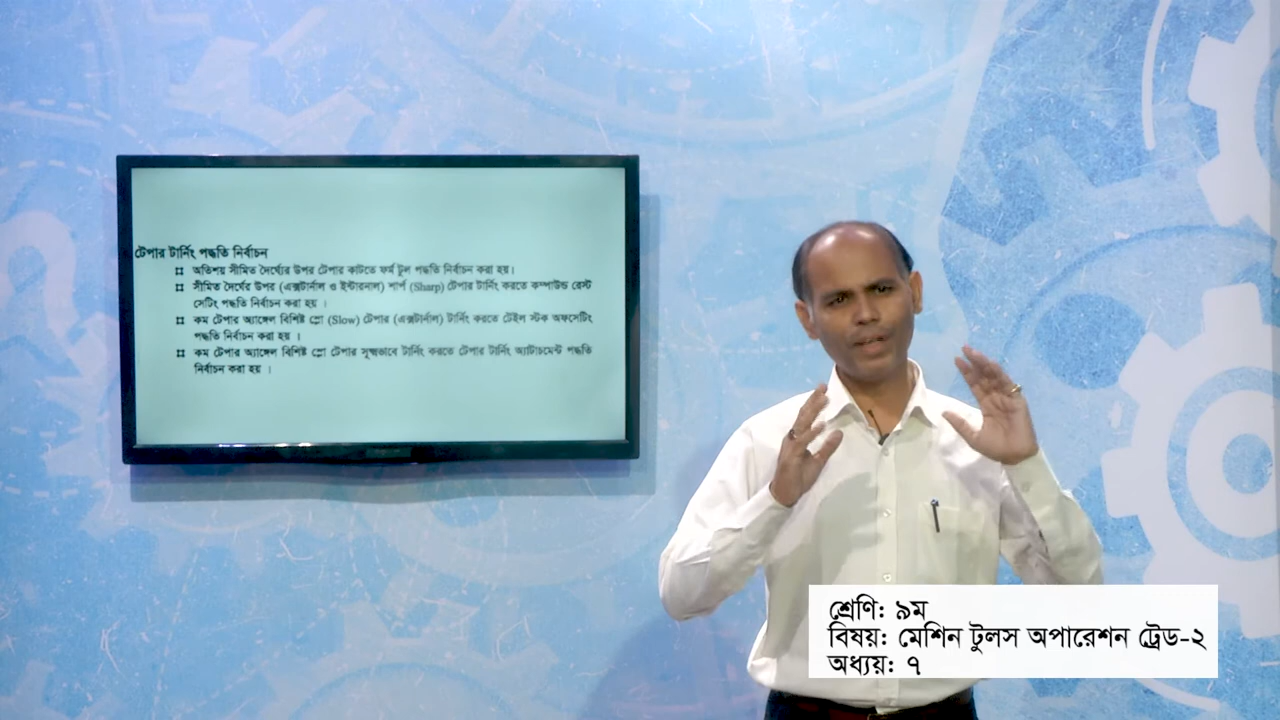 টেপার টার্নিং পদ্ধতি নির্বাচন
অতিশয় সীমিত দৈর্ঘ্যের উপর টেপার কাটতে ফর্ম টুল পদ্ধতি নির্বাচন করা হয়।
সীমিত দৈর্ঘের উপর (এক্সটার্নাল ও ইন্টারনাল) শার্প (Sharp) টেপার টার্নিং করতে কম্পাউন্ড রেস্ট
সেটিং পদ্ধতি নির্বাচন করা হয় ।
কম টেপার অ্যাঙ্গেল বিশিষ্ট স্লো (Slow) টেপার (এক্সটার্নাল) টার্নিং করতে টেইল স্টক অফসেটিং
পদ্ধতি নির্বাচন করা হয় ।
কম টেপার অ্যাঙ্গেল বিশিষ্ট স্লো টেপার সূক্ষ্মভাবে টার্নিং করতে টেপার টার্নিং অ্যাটাচমেন্ট পদ্ধতি
নির্বাচন করা হয় ।
শ্রেণি: ৯ম
বিষয়: মেশিন টুলস অপারেশন ট্রেড-২
অধ্যয়: ৭